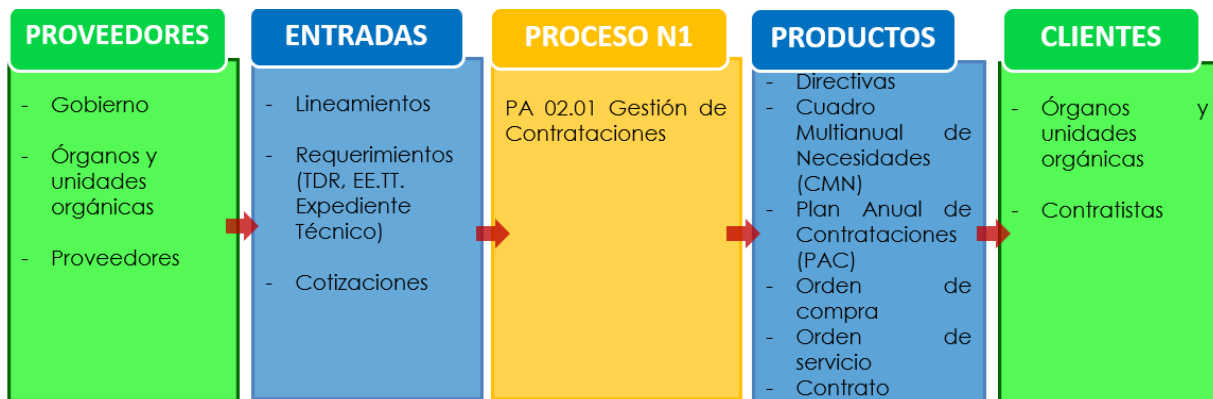 PROVEEDORES
- Gobierno
- Órganos y
unidades
orgánicas
- Proveedores
ENTRADAS
- Lineamientos
- Requerimientos
(TDR, EE.TT.
Expediente
Técnico)
- Cotizaciones
PROCESO N1
PA 02.01 Gestión de
Contrataciones
PRODUCTOS
- Directivas
- Cuadro
Multianual de
Necesidades
(CMN)
- Plan Anual de
Contrataciones
(PAC)
- Orden de
compra
- Orden de
servicio
- Contrato
CLIENTES
- Órganos y
unidades
orgánicas
- Contratistas